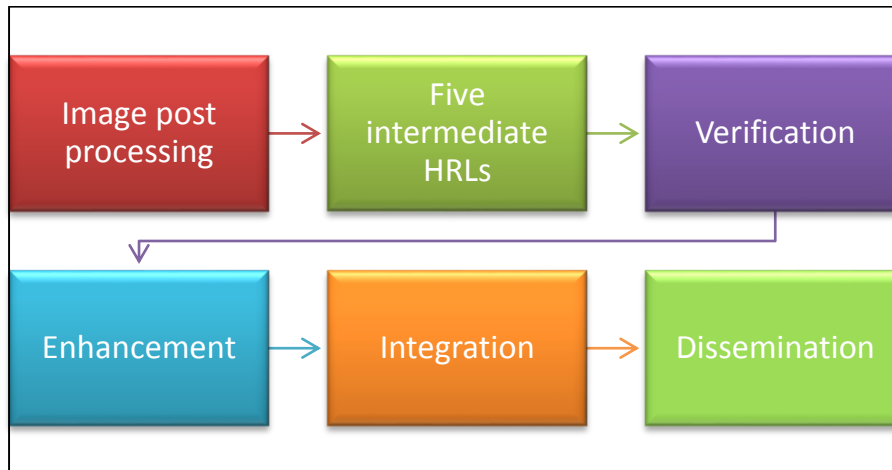 Image post
processing
Five
intermediate
HRLs
Verification
Enhancement
Integration
Dissemination